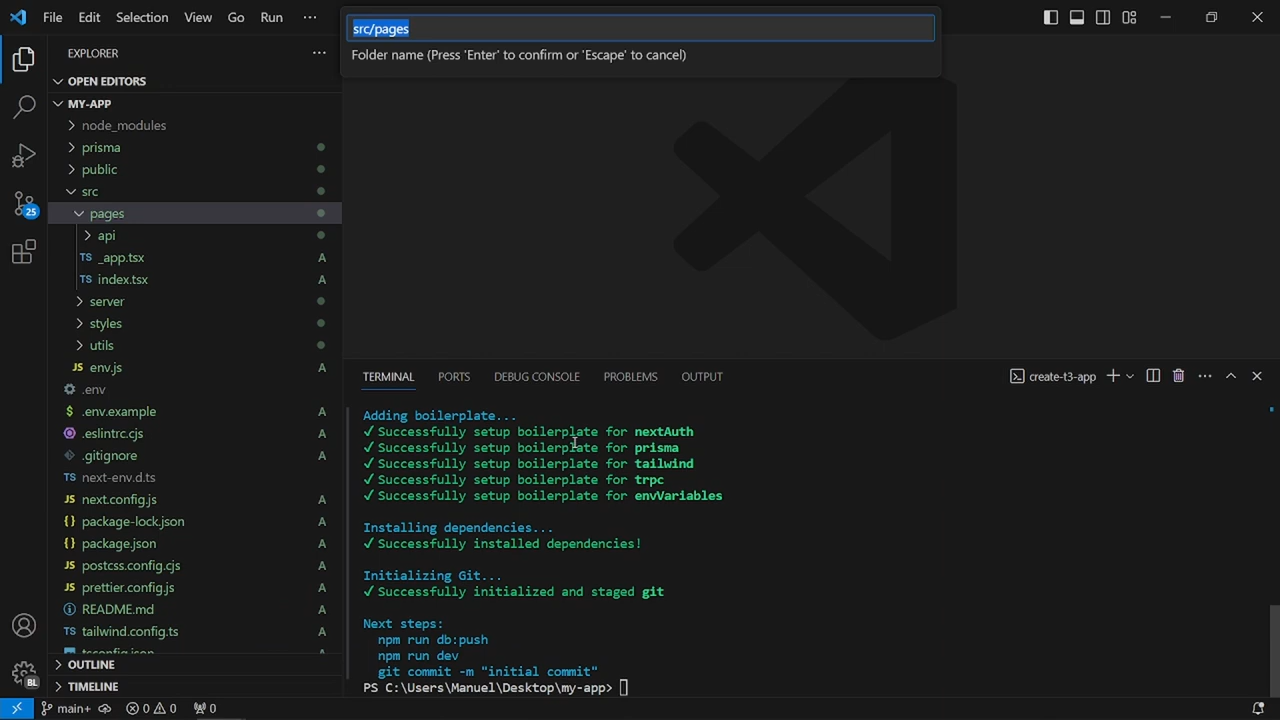 File Edit Selection View Go Run ···
src/pages
Folder name (Press 'Enter' to confirm or 'Escape' to cancel)
EXPLORER ···
OPEN EDITORS
MY-APP
node_modules
prisma
public
src
pages
api
TS _app.tsx A
TS index.tsx A
server
styles
utils
JS env.js A
.env
$ .env.example A
.eslintrc.cjs A
.gitignore A
TS next-env.d.ts
JS next.config.js A
{} package-lock.json A
{} package.json A
JS postcss.config.cjs A
JS prettier.config.js A
README.md A
TS tailwind.config.ts A
tsconfig.json A
OUTLINE
TIMELINE
25
BL
TERMINAL PORTS DEBUG CONSOLE PROBLEMS OUTPUT
create-t3-app
Adding boilerplate...
✓ Successfully setup boilerplate for nextAuth
✓ Successfully setup boilerplate for prisma
✓ Successfully setup boilerplate for tailwind
✓ Successfully setup boilerplate for trpc
✓ Successfully setup boilerplate for envVariables
Installing dependencies...
✓ Successfully installed dependencies!
Initializing Git...
✓ Successfully initialized and staged git
Next steps:
npm run db:push
npm run dev
git commit -m "initial commit"
PS C:\Users\Manuel\Desktop\my-app>
main+ 0 0 0